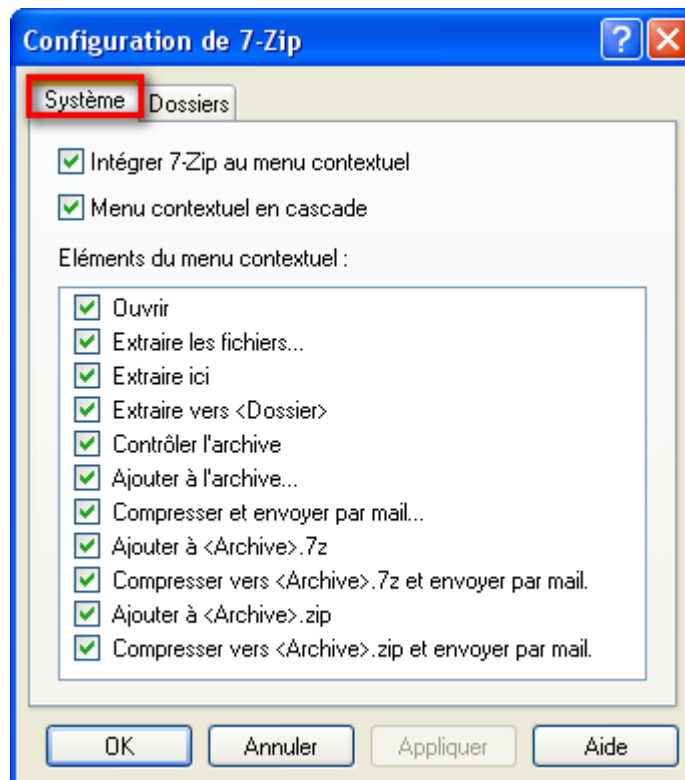 Configuration de 7-Zip
Système Dossiers
Intégrer 7-Zip au menu contextuel
Menu contextuel en cascade
Eléments du menu contextuel :
Ouvrir
Extraire les fichiers...
Extraire ici
Extraire vers <Dossier>
Contrôler l'archive
Ajouter à l'archive...
Compresser et envoyer par mail...
Ajouter à <Archive>.7z
Compresser vers <Archive>.7z et envoyer par mail.
Ajouter à <Archive>.zip
Compresser vers <Archive>.zip et envoyer par mail.
OK Annuler Appliquer Aide